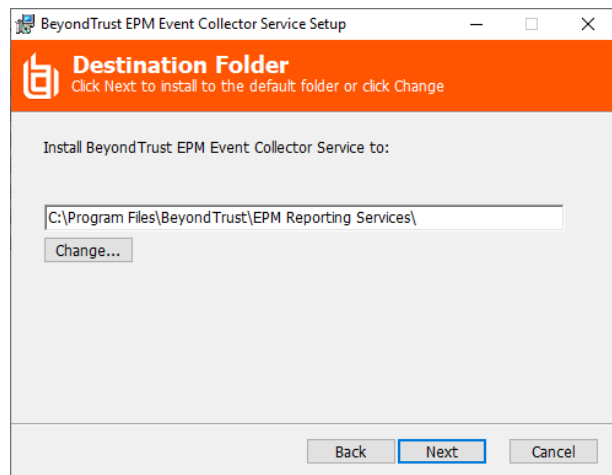 BeyondTrust EPM Event Collector Service Setup
Destination Folder
Click Next to install to the default folder or click Change
Install BeyondTrust EPM Event Collector Service to:
C:\Program Files\BeyondTrust\EPM Reporting Services\
Change...
Back Next Cancel